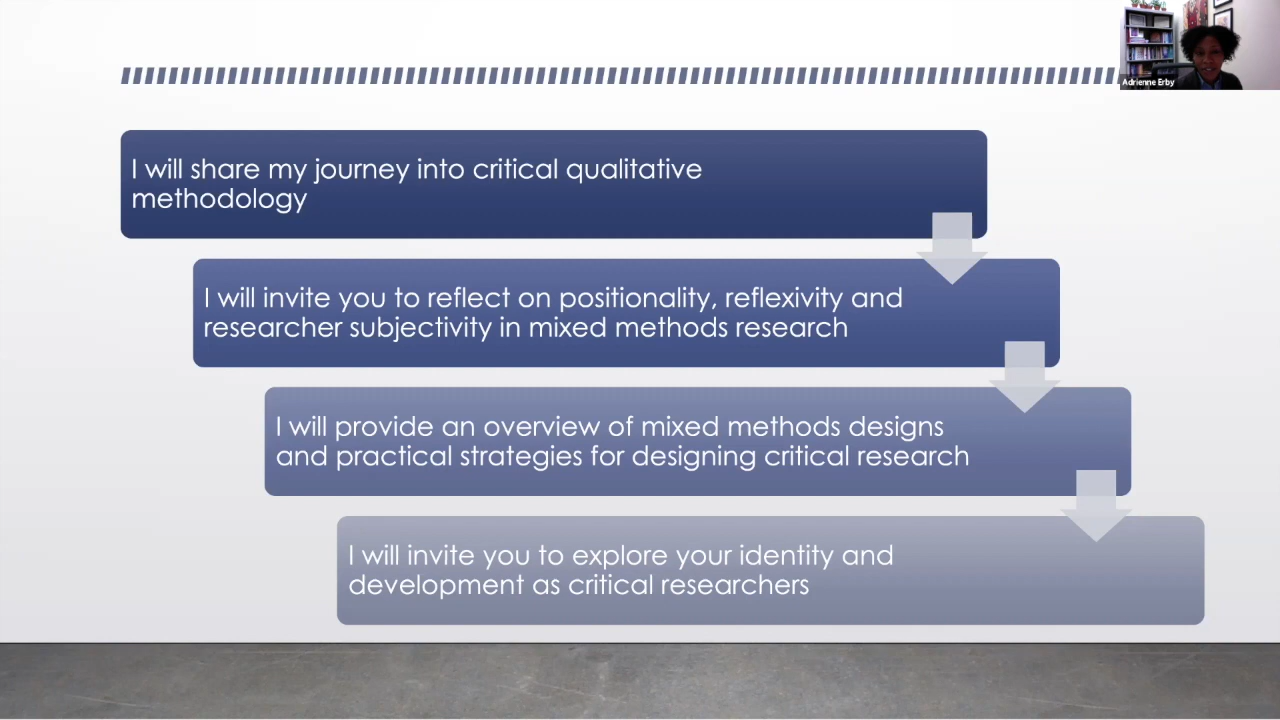 Adrienne Erby
I will share my journey into critical qualitative
methodology
I will invite you to reflect on positionality, reflexivity and
researcher subjectivity in mixed methods research
I will provide an overview of mixed methods designs
and practical strategies for designing critical research
I will invite you to explore your identity and
development as critical researchers